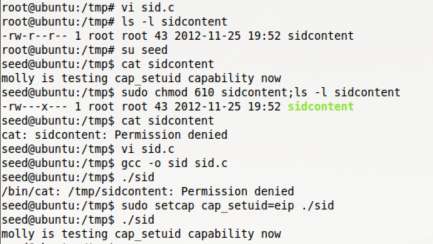 root@ubuntu:/tmp# vi sid.c
root@ubuntu:/tmp# ls -l sidcontent
-rw-r--r-- 1 root root 43 2012-11-25 19:52 sidcontent
root@ubuntu:/tmp# su seed
seed@ubuntu:/tmp$ cat sidcontent
molly is testing cap_setuid capability now
seed@ubuntu:/tmp$ sudo chmod 610 sidcontent;ls -l sidcontent
-rw---x--- 1 root root 43 2012-11-25 19:52 sidcontent
seed@ubuntu:/tmp$ cat sidcontent
cat: sidcontent: Permission denied
seed@ubuntu:/tmp$ vi sid.c
seed@ubuntu:/tmp$ gcc -o sid sid.c
seed@ubuntu:/tmp$ ./sid
/bin/cat: /tmp/sidcontent: Permission denied
seed@ubuntu:/tmp$ sudo setcap cap_setuid=eip ./sid
seed@ubuntu:/tmp$ ./sid
molly is testing cap_setuid capability now